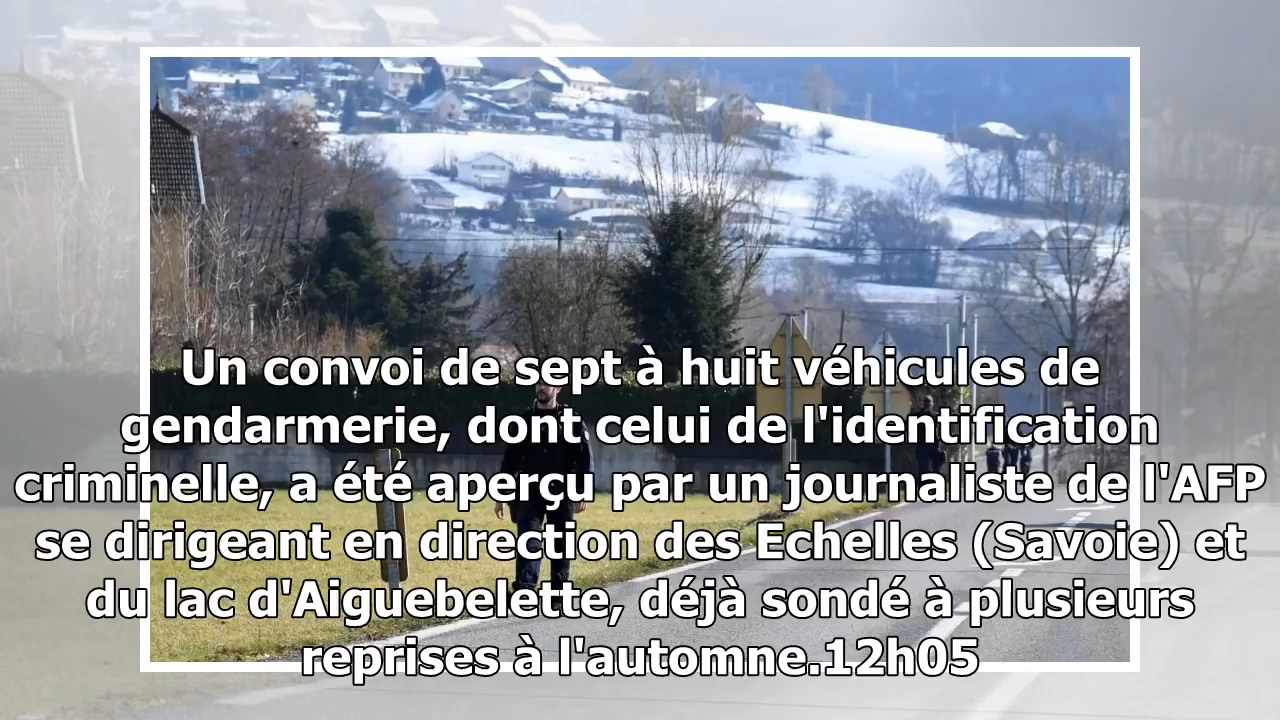 Un convoi de sept à huit véhicules de
gendarmerie, dont celui de l'identification
criminelle, a été aperçu par un journaliste de l'AFP
se dirigeant en direction des Echelles (Savoie) et
du lac d'Aiguebelette, déjà sondé à plusieurs
reprises à l'automne.12h05